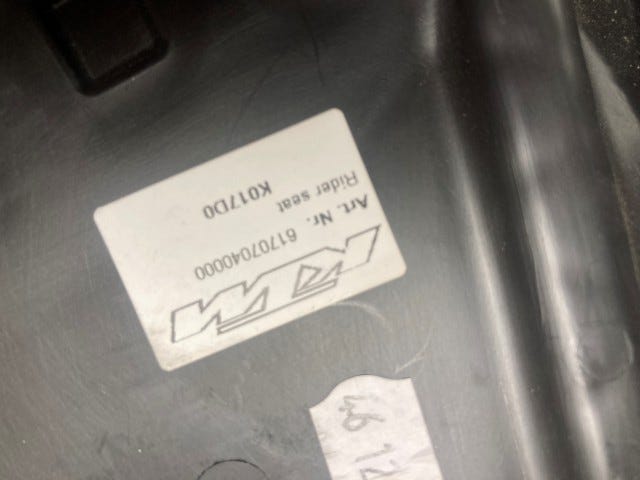 KTM
Art. Nr. 61707040000
Rider seat
K017D0